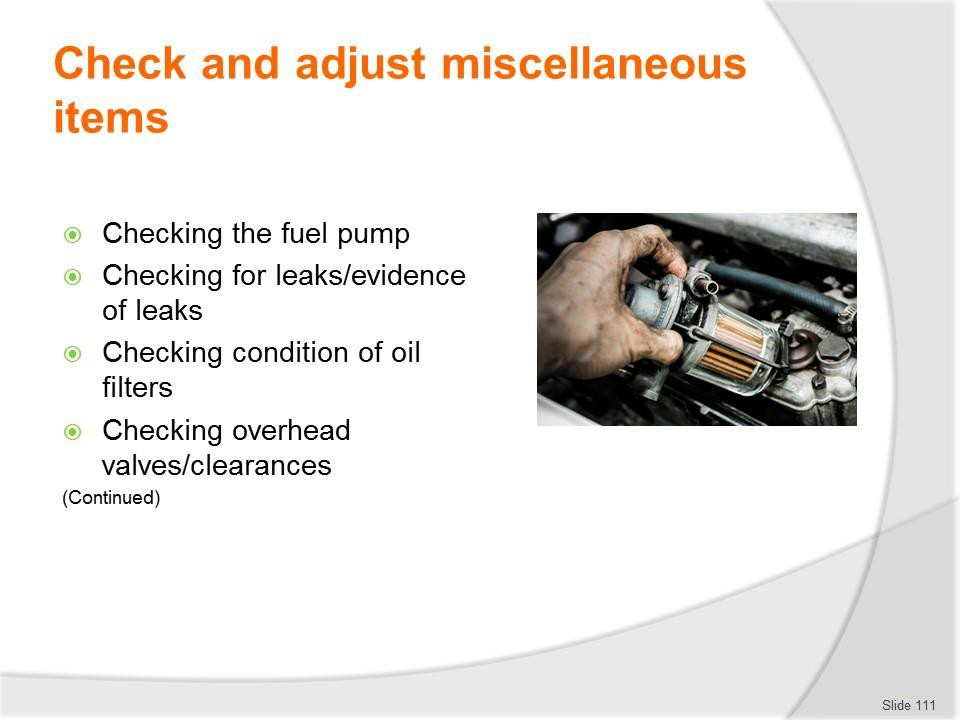 Check and adjust miscellaneous
items
Checking the fuel pump
Checking for leaks/evidence
of leaks
Checking condition of oil
filters
Checking overhead
valves/clearances
(Continued)
Slide 111